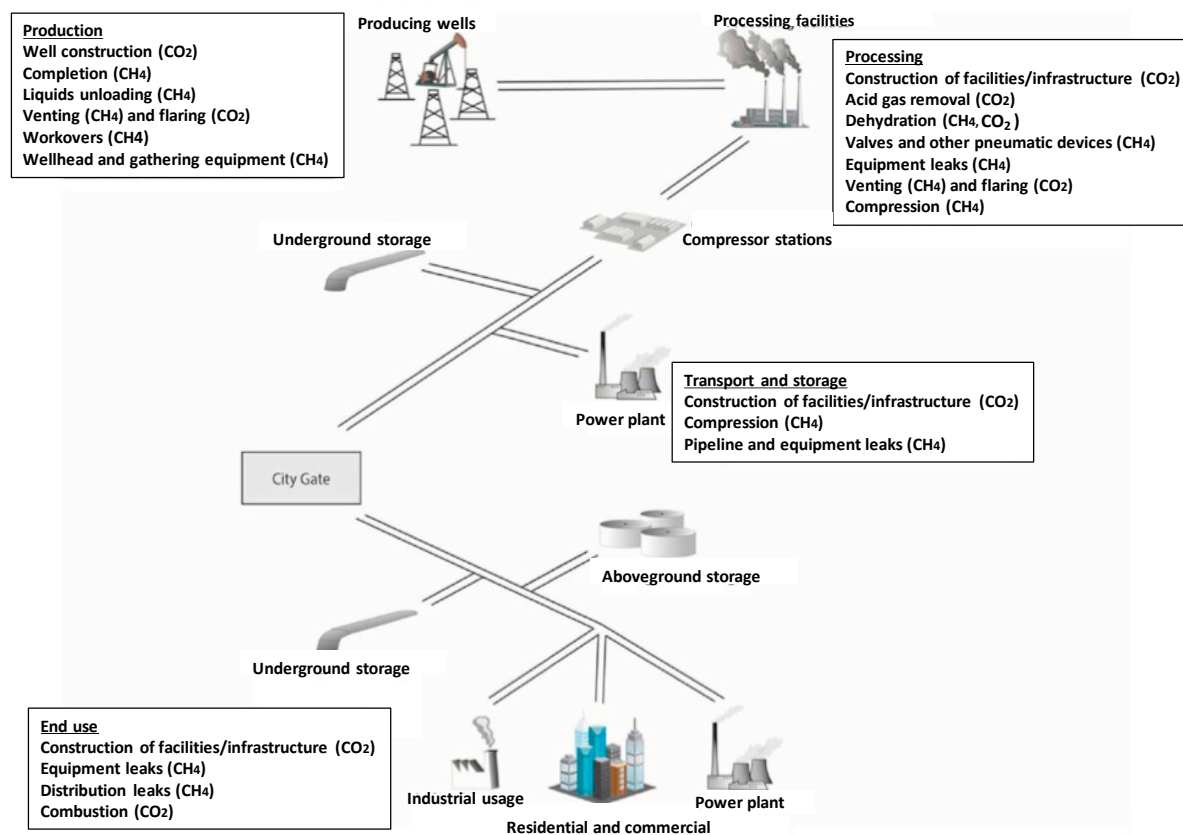 Production
Well construction (CO₂)
Completion (CH₄)
Liquids unloading (CH₄)
Venting (CH₄) and flaring (CO₂)
Workovers (CH4)
Wellhead and gathering equipment (CH₄)
Producing wells
Processing facilities
Processing
Construction of facilities/infrastructure (CO₂)
Acid gas removal (CO₂)
Dehydration (CH₄, CO₂)
Valves and other pneumatic devices (CH₄)
Equipment leaks (CH₄)
Venting (CH₄) and flaring (CO₂)
Compression (CH₄)
Underground storage
Compressor stations
Power plant
Transport and storage
Construction of facilities/infrastructure (CO₂)
Compression (CH₄)
Pipeline and equipment leaks (CH₄)
City Gate
Aboveground storage
Underground storage
End use
Construction of facilities/infrastructure (CO₂)
Equipment leaks (CH₄)
Distribution leaks (CH₄)
Combustion (CO₂)
Industrial usage
Residential and commercial
Power plant